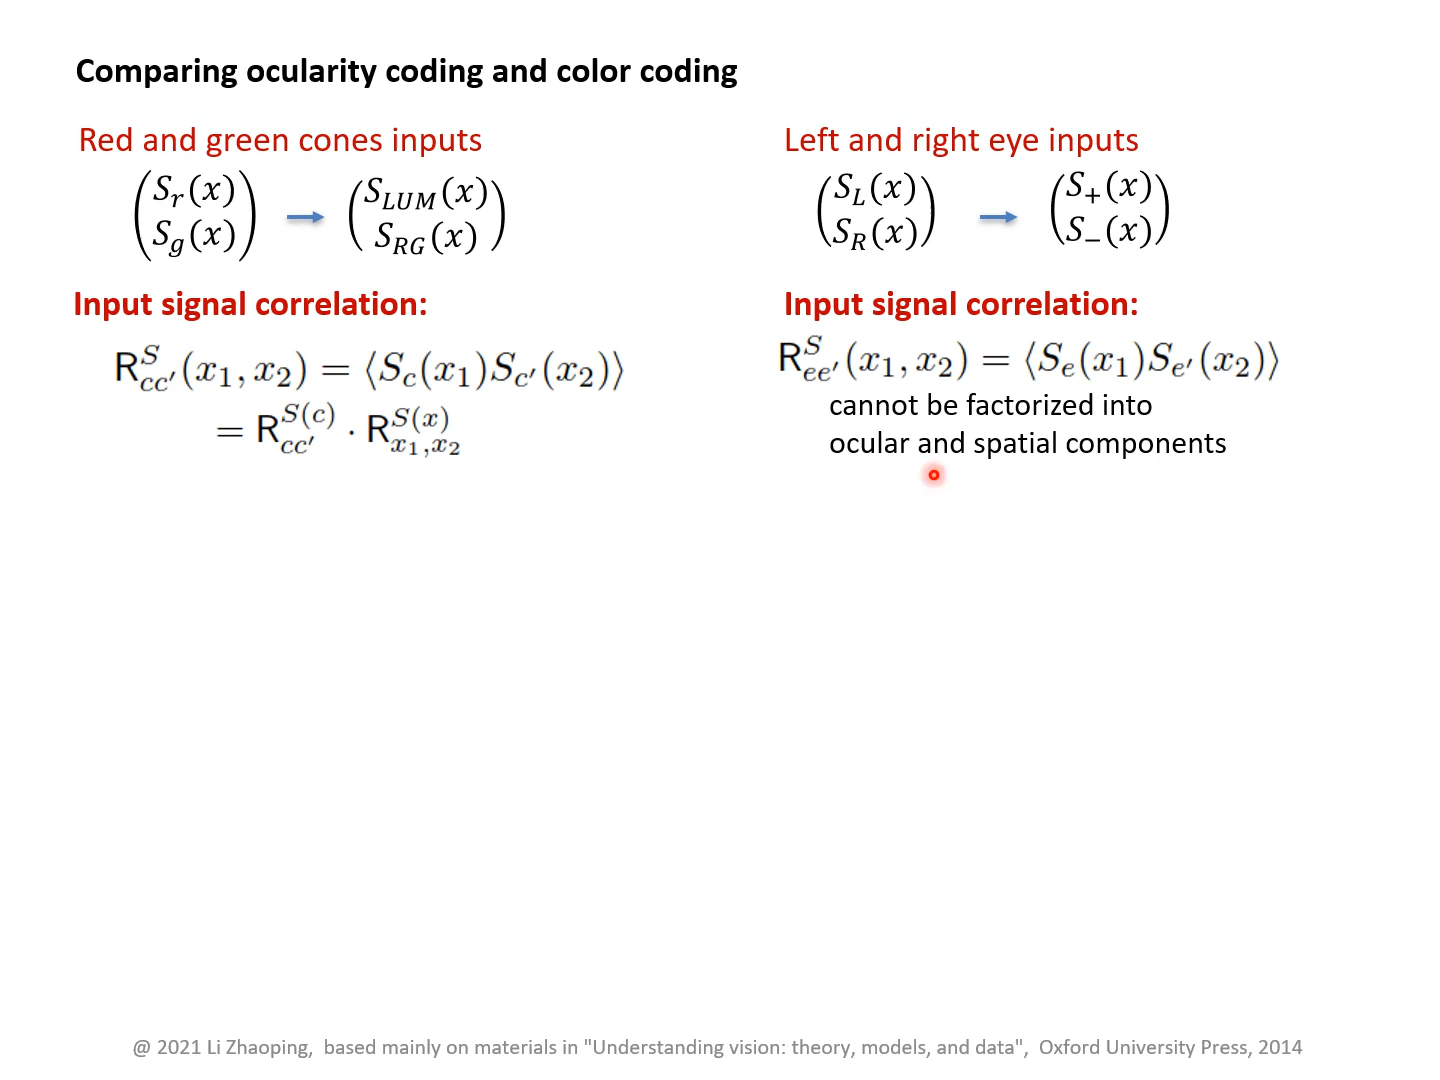 Comparing ocularity coding and color coding
Red and green cones inputs
(S_r(x) S_g(x)) → (S_LUM(x) S_RG(x))
Input signal correlation:
R^S_cc'(x_1, x_2) = ⟨S_c(x_1)S_c'(x_2)⟩
= R^S(c)_cc' · R^S(x)_x_1,x_2
Left and right eye inputs
(S_L(x) S_R(x)) → (S_+(x) S_−(x))
Input signal correlation:
R^S_ee'(x_1, x_2) = ⟨S_e(x_1)S_e'(x_2)⟩
cannot be factorized into
ocular and spatial components
@ 2021 Li Zhaoping, based mainly on materials in "Understanding vision: theory, models, and data", Oxford University Press, 2014